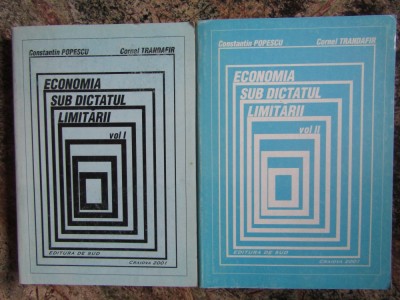 Constantin POPESCU Cornel TRANDAFIR
ECONOMIA
SUB DICTATUL
LIMITĂRII
vol I
EDITURA DE SUD
CRAIOVA 2001
Constantin POPESCU Cornel TRANDAFIR
ECONOMIA
SUB DICTATUL
LIMITĂRII
vol II
EDITURA DE SUD
CRAIOVA 2001